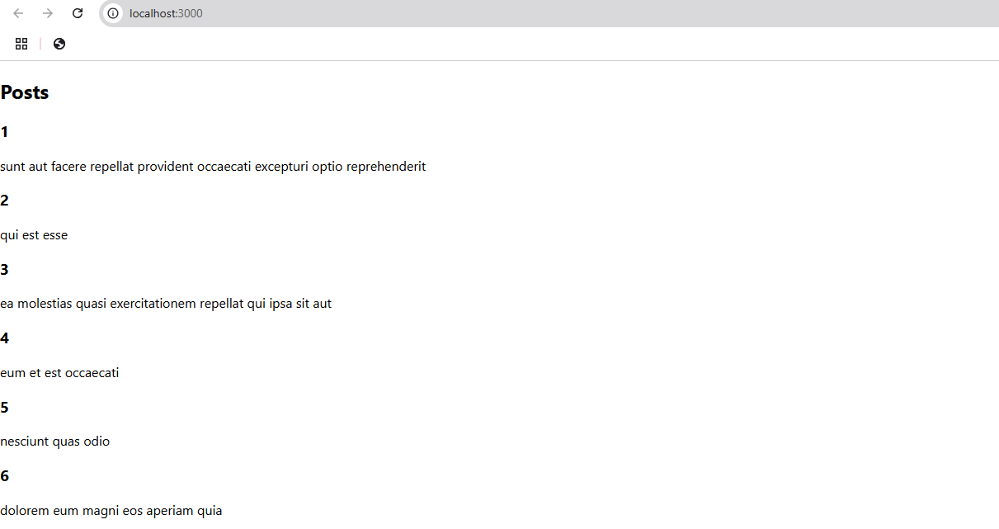 localhost:3000
Posts
1
sunt aut facere repellat provident occaecati excepturi optio reprehenderit
2
qui est esse
3
ea molestias quasi exercitationem repellat qui ipsa sit aut
4
eum et est occaecati
5
nesciunt quas odio
6
dolorem eum magni eos aperiam quia